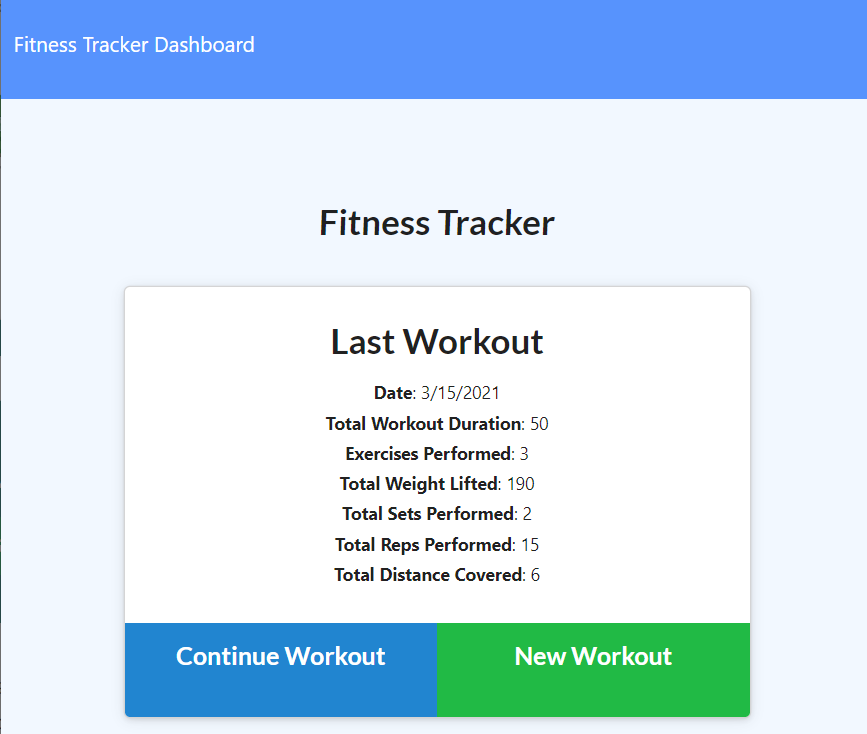 Fitness Tracker Dashboard
Fitness Tracker
Last Workout
Date: 3/15/2021
Total Workout Duration: 50
Exercises Performed: 3
Total Weight Lifted: 190
Total Sets Performed: 2
Total Reps Performed: 15
Total Distance Covered: 6
Continue Workout
New Workout